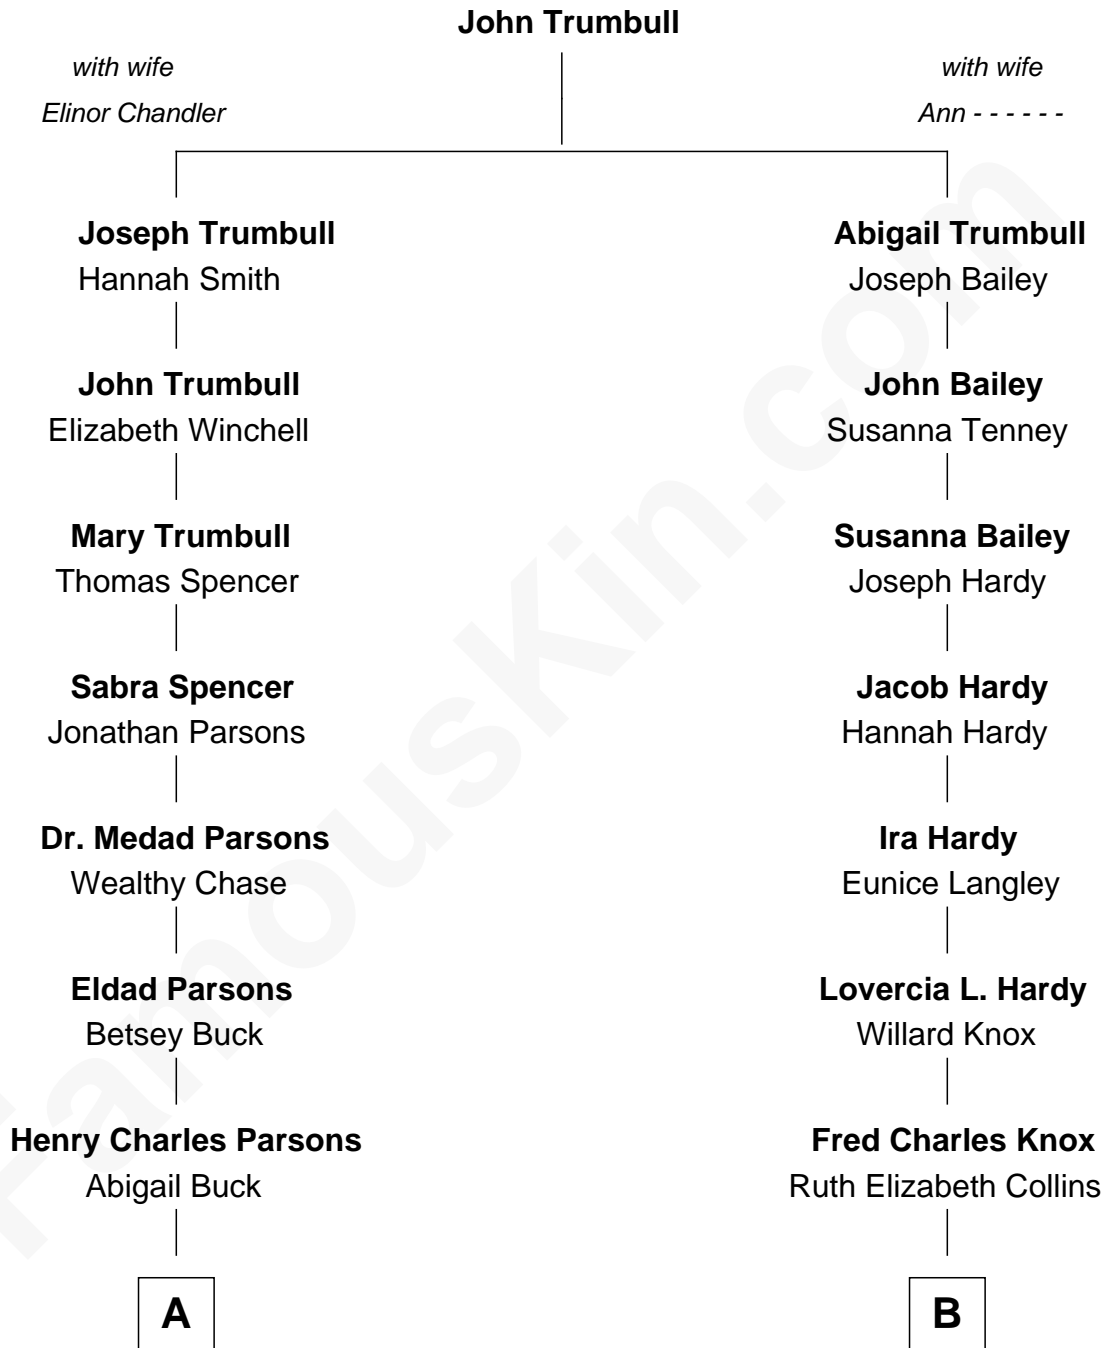 John Trumbull
with wife
Elinor Chandler
with wife
Ann - - - - - -
Joseph Trumbull
Hannah Smith
Abigail Trumbull
Joseph Bailey
John Trumbull
Elizabeth Winchell
John Bailey
Susanna Tenney
Mary Trumbull
Thomas Spencer
Susanna Bailey
Joseph Hardy
Sabra Spencer
Jonathan Parsons
Jacob Hardy
Hannah Hardy
Dr. Medad Parsons
Wealthy Chase
Ira Hardy
Eunice Langley
Eldad Parsons
Betsey Buck
Lovercia L. Hardy
Willard Knox
Henry Charles Parsons
Abigail Buck
Fred Charles Knox
Ruth Elizabeth Collins
A
B
FamousKin.com